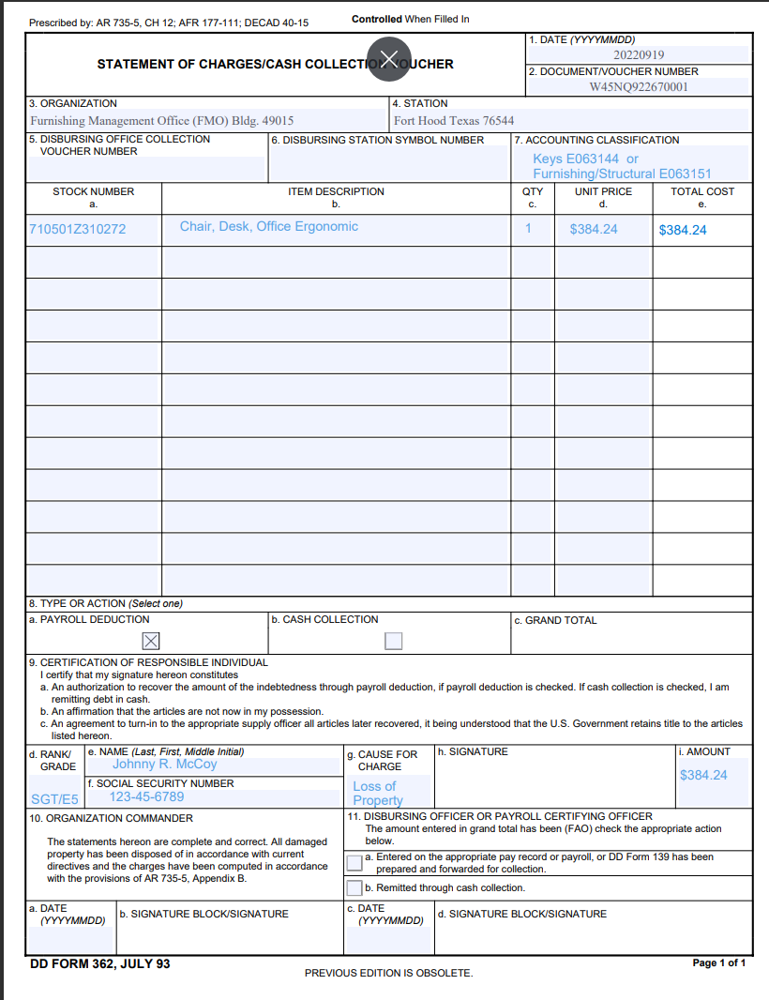 Prescribed by: AR 735-5, CH 12; AFR 177-111; DECAD 40-15
Controlled When Filled In
STATEMENT OF CHARGES/CASH COLLECTION VOUCHER
1. DATE (YYYYMMDD)
20220919
2. DOCUMENT/VOUCHER NUMBER
W45NQ922670001
3. ORGANIZATION
Furnishing Management Office (FMO) Bldg. 49015
4. STATION
Fort Hood Texas 76544
5. DISBURSING OFFICE COLLECTION
VOUCHER NUMBER
6. DISBURSING STATION SYMBOL NUMBER
7. ACCOUNTING CLASSIFICATION
Keys E063144 or
Furnishing/Structural E063151
STOCK NUMBER
a.
ITEM DESCRIPTION
b.
QTY
c.
UNIT PRICE
d.
TOTAL COST
e.
710501Z310272 Chair, Desk, Office Ergonomic 1 $384.24 $384.24
8. TYPE OR ACTION (Select one)
a. PAYROLL DEDUCTION
b. CASH COLLECTION
c. GRAND TOTAL
9. CERTIFICATION OF RESPONSIBLE INDIVIDUAL
I certify that my signature hereon constitutes
a. An authorization to recover the amount of the indebtedness through payroll deduction, if payroll deduction is checked. If cash collection is checked, I am
remitting debt in cash.
b. An affirmation that the articles are not now in my possession.
c. An agreement to turn-in to the appropriate supply officer all articles later recovered, it being understood that the U.S. Government retains title to the articles
listed hereon.
d. RANK/
GRADE
SGT/E5
e. NAME (Last, First, Middle Initial)
Johnny R. McCoy
f. SOCIAL SECURITY NUMBER
123-45-6789
g. CAUSE FOR
CHARGE
Loss of
Property
h. SIGNATURE
i. AMOUNT
$384.24
10. ORGANIZATION COMMANDER
The statements hereon are complete and correct. All damaged
property has been disposed of in accordance with current
directives and the charges have been computed in accordance
with the provisions of AR 735-5, Appendix B.
11. DISBURSING OFFICER OR PAYROLL CERTIFYING OFFICER
The amount entered in grand total has been (FAO) check the appropriate action
below.
a. Entered on the appropriate pay record or payroll, or DD Form 139 has been
prepared and forwarded for collection.
b. Remitted through cash collection.
a. DATE
(YYYYMMDD)
b. SIGNATURE BLOCK/SIGNATURE
c. DATE
(YYYYMMDD)
d. SIGNATURE BLOCK/SIGNATURE
DD FORM 362, JULY 93
PREVIOUS EDITION IS OBSOLETE.
Page 1 of 1